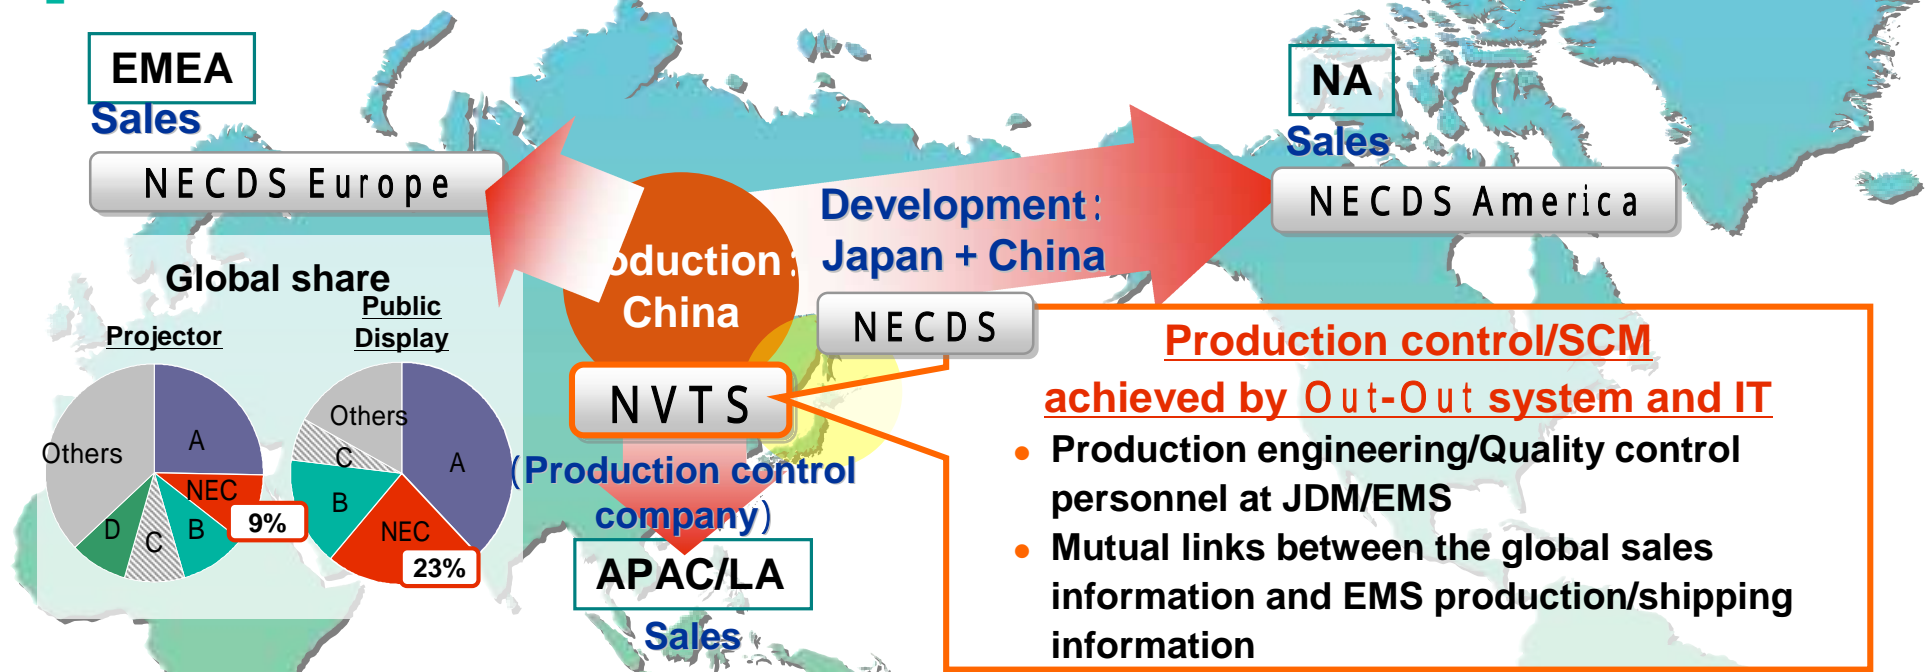 EMEA
Sales
NECDS Europe
NA
Sales
NECDS America
Development:
Japan + China
oduction:
China
NECDS
NVTS
(Production control
company)
APAC/LA
Sales
Global share
Projector
Public
Display
Others
A
NEC
9%
B
C
D
Others
A
C
B
NEC
23%
Production control/SCM
achieved by Out-Out system and IT
● Production engineering/Quality control
personnel at JDM/EMS
● Mutual links between the global sales
information and EMS production/shipping
information